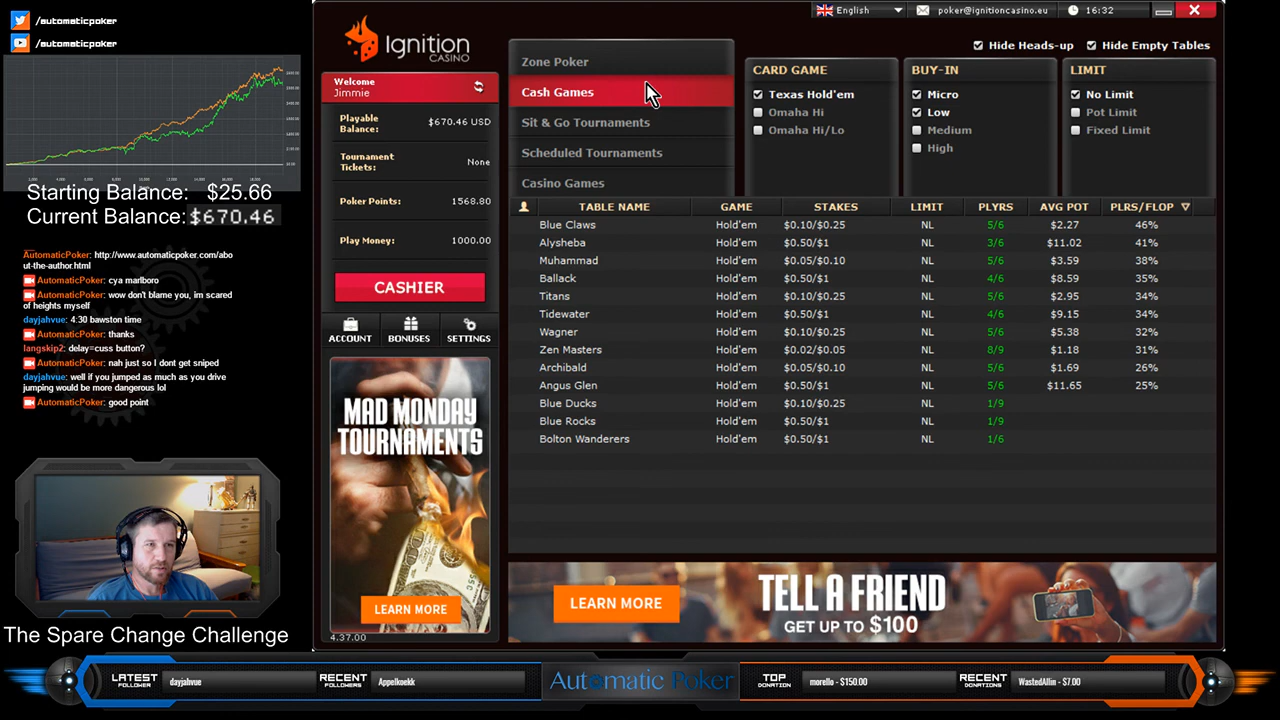 /automaticpoker
/automaticpoker
Starting Balance: $25.66
Current Balance: $670.46
AutomaticPoker: http://www.automaticpoker.com/abo
ut-the-author.html
AutomaticPoker: cya marlboro
AutomaticPoker: wow don't blame you, im scared
of heights myself
dayjahvue: 4:30 bawston time
AutomaticPoker: thanks
langskip2: delay=cuss button?
AutomaticPoker: nah just so I dont get sniped
dayjahvue: well if you jumped as much as you drive
jumping would be more dangerous lol
AutomaticPoker: good point
The Spare Change Challenge
English
poker@ignitioncasino.eu
16:32
Ignition
CASINO
Welcome
Jimmie
Playable
Balance: $670.46 USD
Tournament
Tickets: None
Poker Points: 1568.80
Play Money: 1000.00
CASHIER
ACCOUNT BONUSES SETTINGS
MAD MONDAY
TOURNAMENTS
LEARN MORE
4.37.00
Zone Poker
Cash Games
Sit & Go Tournaments
Scheduled Tournaments
Casino Games
Hide Heads-up Hide Empty Tables
CARD GAME
Texas Hold'em
Omaha Hi
Omaha Hi/Lo
BUY-IN
Micro
Low
Medium
High
LIMIT
No Limit
Pot Limit
Fixed Limit
TABLE NAME GAME STAKES LIMIT PLYRS AVG POT PLRS/FLOP
Blue Claws Hold'em $0.10/$0.25 NL 5/6 $2.27 46%
Alysheba Hold'em $0.50/$1 NL 3/6 $11.02 41%
Muhammad Hold'em $0.05/$0.10 NL 5/6 $3.59 38%
Ballack Hold'em $0.50/$1 NL 4/6 $8.59 35%
Titans Hold'em $0.10/$0.25 NL 5/6 $2.95 34%
Tidewater Hold'em $0.50/$1 NL 4/6 $9.15 34%
Wagner Hold'em $0.10/$0.25 NL 5/6 $5.38 32%
Zen Masters Hold'em $0.02/$0.05 NL 8/9 $1.18 31%
Archibald Hold'em $0.05/$0.10 NL 5/6 $1.69 26%
Angus Glen Hold'em $0.50/$1 NL 5/6 $11.65 25%
Blue Ducks Hold'em $0.10/$0.25 NL 1/9
Blue Rocks Hold'em $0.50/$1 NL 1/9
Bolton Wanderers Hold'em $0.50/$1 NL 1/6
LEARN MORE
TELL A FRIEND
GET UP TO $100
LATEST
FOLLOWER
dayjahvue
RECENT
FOLLOWERS
Appelkoekk
Automatic Poker
TOP
DONATION
morello - $150.00
RECENT
DONATIONS
WastedAllin - $7.00